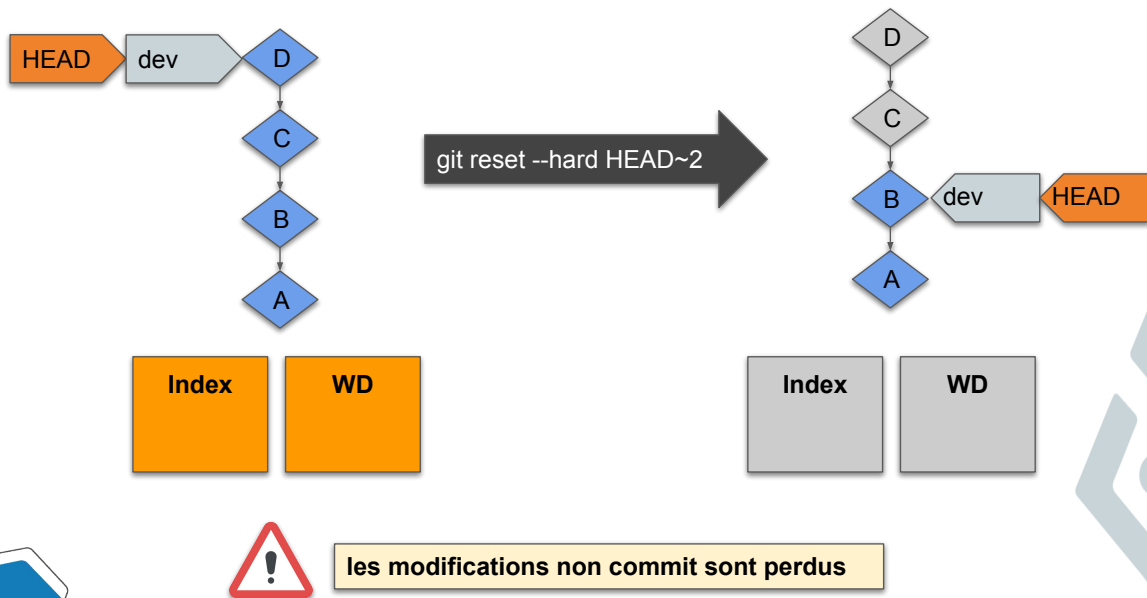 HEAD
dev
D
C
B
A
git reset --hard HEAD~2
D
C
B
dev
HEAD
A
Index
WD
Index
WD
!
les modifications non commit sont perdus